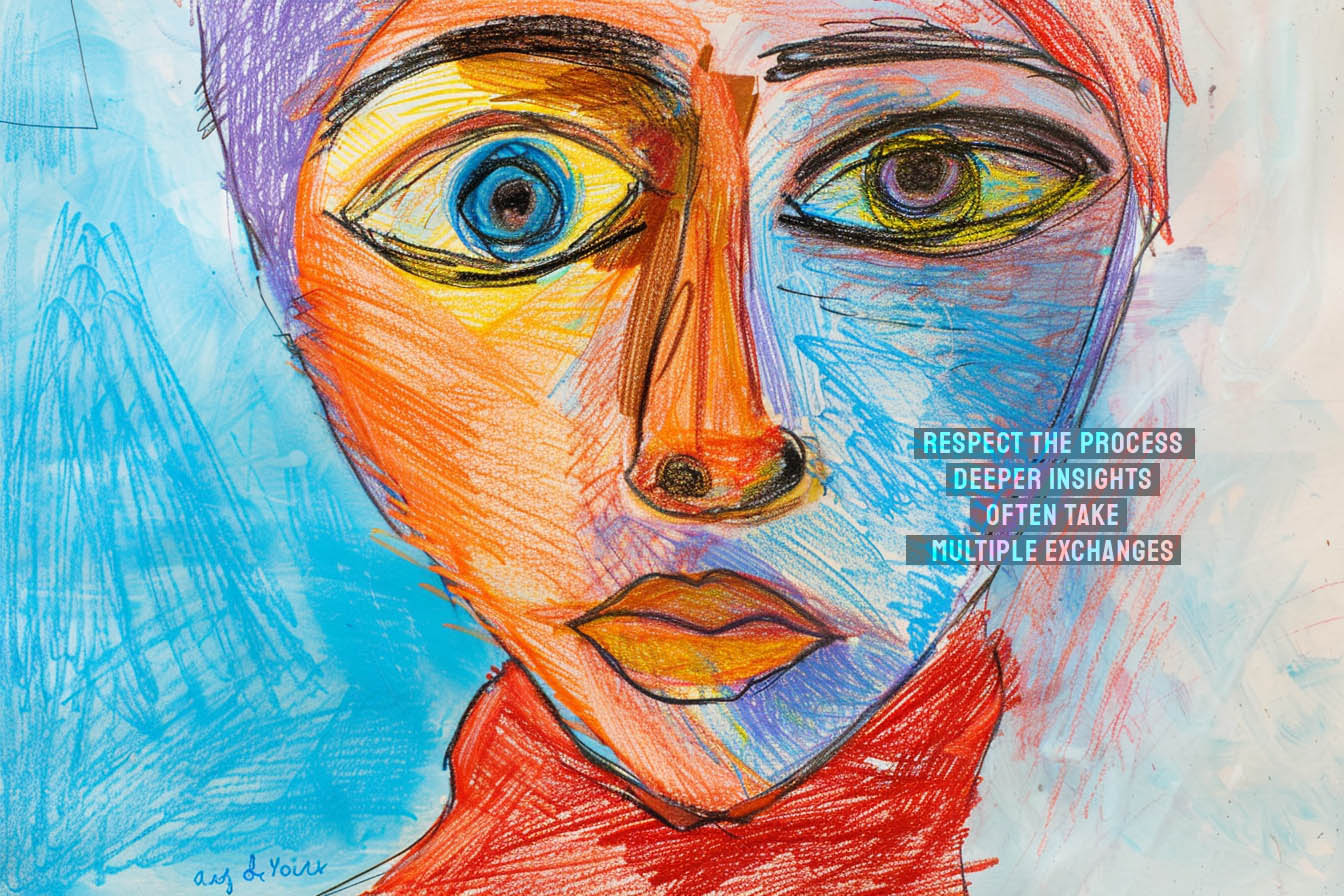 RESPECT THE PROCESS
DEEPER INSIGHTS
OFTEN TAKE
MULTIPLE EXCHANGES